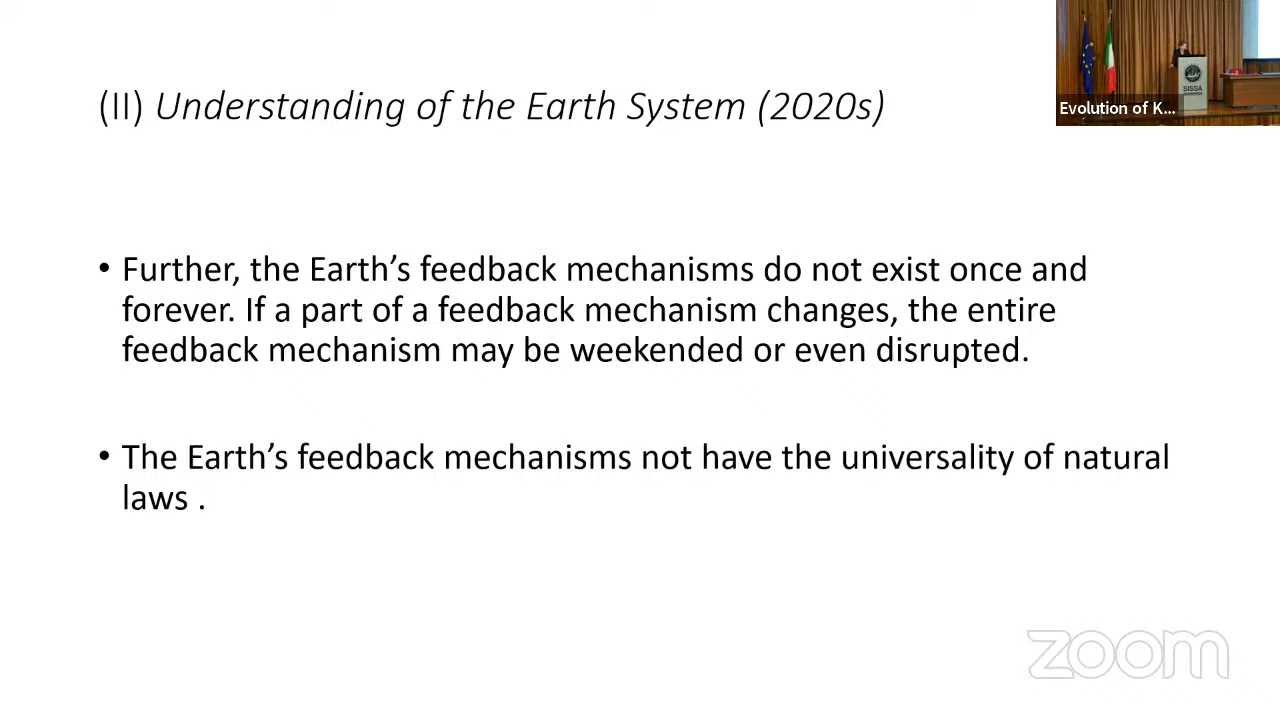 (II) Understanding of the Earth System (2020s)
SISSA
Evolution of K...
• Further, the Earth’s feedback mechanisms do not exist once and
forever. If a part of a feedback mechanism changes, the entire
feedback mechanism may be weekended or even disrupted.
• The Earth’s feedback mechanisms not have the universality of natural
laws .
zoom